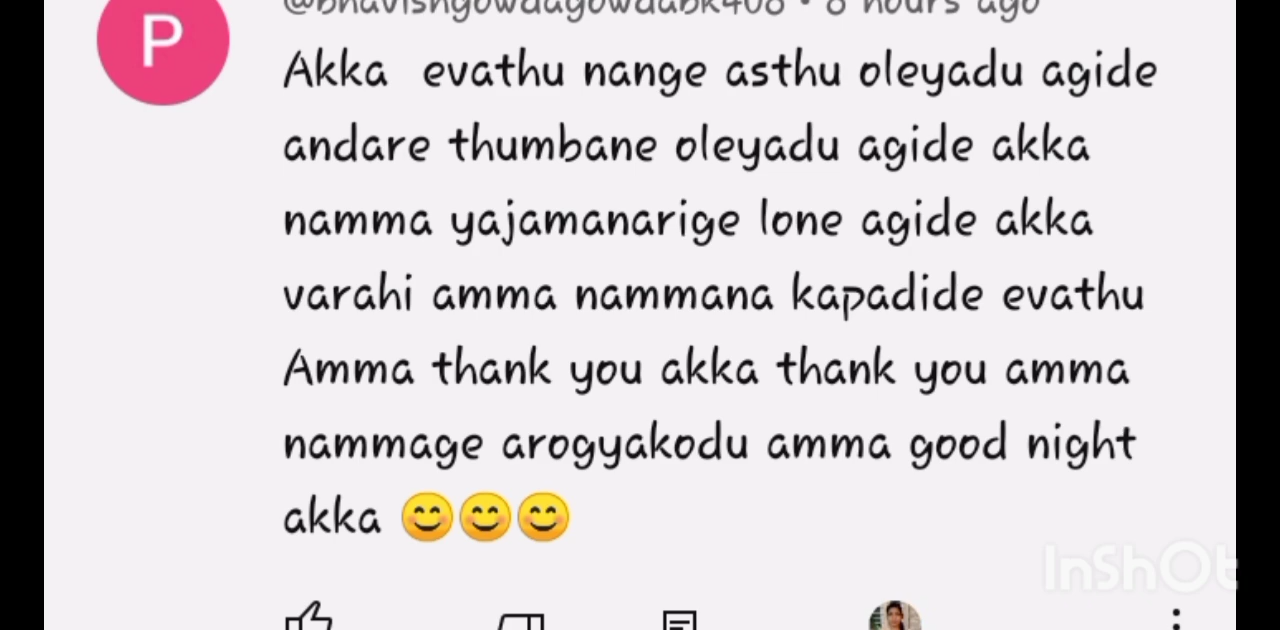 P
Akka evathu nange asthu oleyadu agide
andare thumbane oleyadu agide akka
namma yajamanarige lone agide akka
varahi amma nammana kapadide evathu
Amma thank you akka thank you amma
nammage arogyakodu amma good night
akka 😊😊😊
InShOt